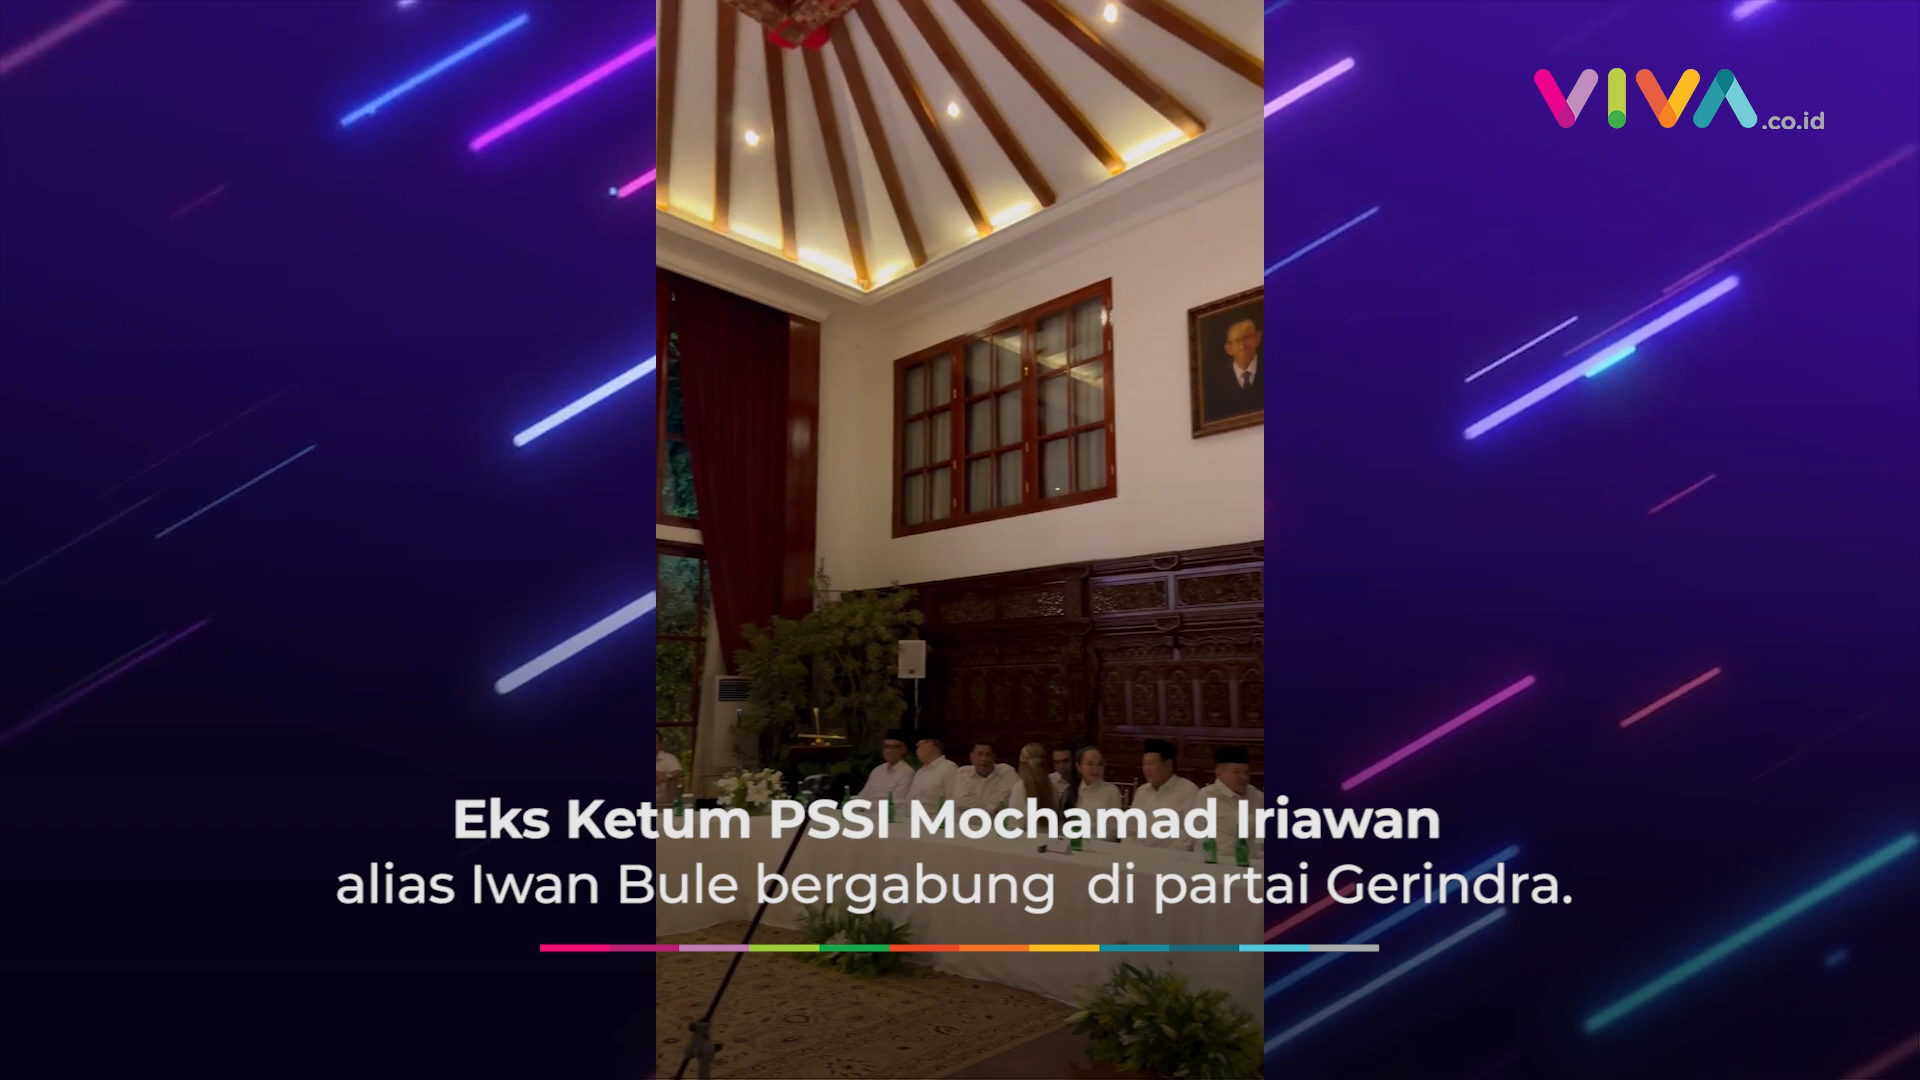 VIVA.co.id
Eks Ketum PSSI Mochamad Iriawan
alias Iwan Bule bergabung  di partai Gerindra.